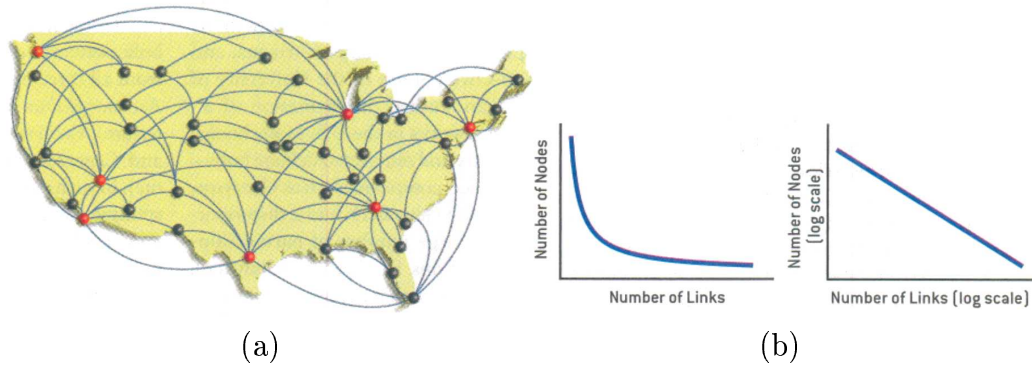 Number of Nodes
Number of Links
Number of Nodes
(log scale)
Number of Links (log scale)
(a)
(b)